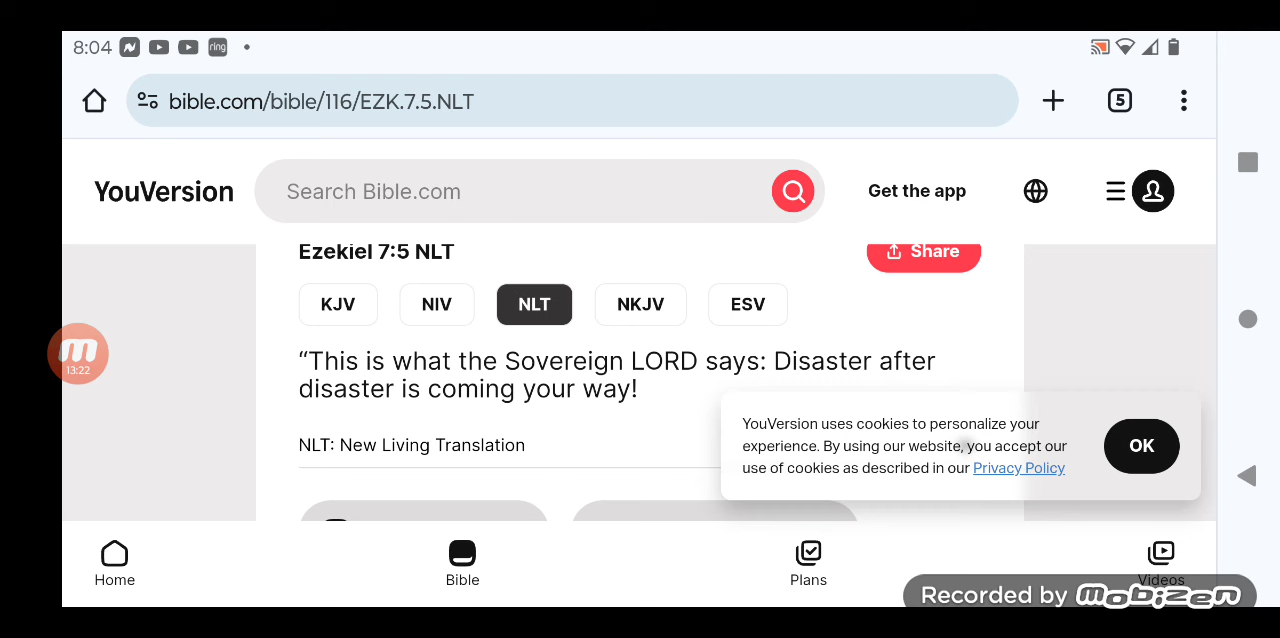 8:04 ring
bible.com/bible/116/EZK.7.5.NLT
5
YouVersion
Search Bible.com
Get the app
Ezekiel 7:5 NLT
Share
KJV
NIV
NLT
NKJV
ESV
13:22
“This is what the Sovereign LORD says: Disaster after
disaster is coming your way!
NLT: New Living Translation
YouVersion uses cookies to personalize your
experience. By using our website, you accept our
use of cookies as described in our Privacy Policy
OK
Home
Bible
Plans
Videos
Recorded by mobizen